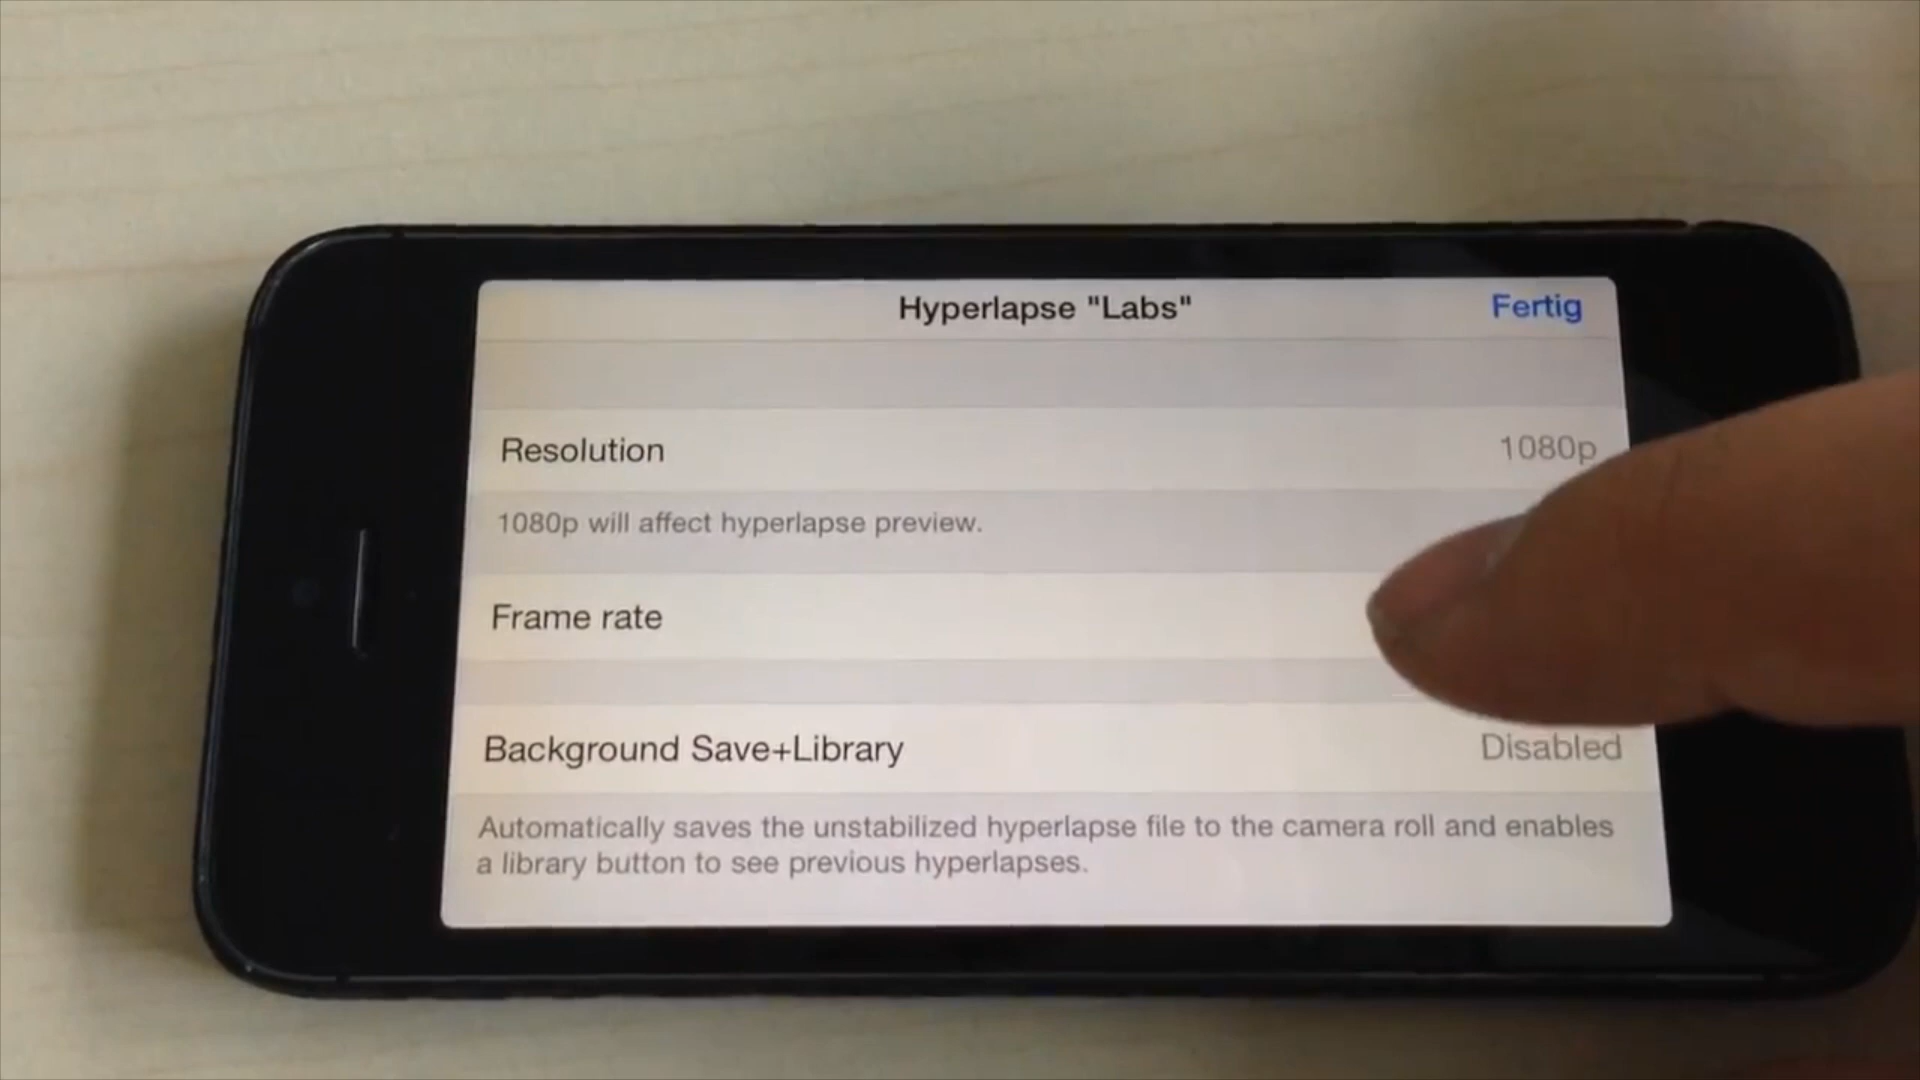 Hyperlapse "Labs"
Fertig
Resolution
1080p
1080p will affect hyperlapse preview.
Frame rate
Background Save+Library
Disabled
Automatically saves the unstabilized hyperlapse file to the camera roll and enables
a library button to see previous hyperlapses.